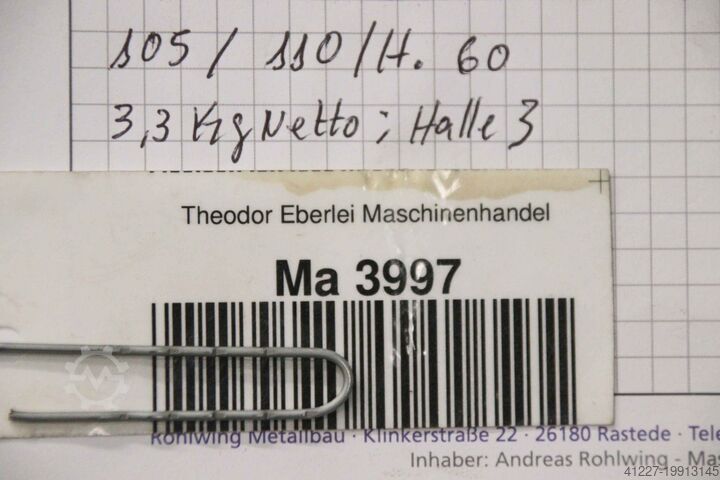 105 / 110 / H. 60
3,3 Kg Netto ; Halle 3
Theodor Eberlei Maschinenhandel
Ma 3997
Rohlwing Metallbau · Klinkerstraße 22 · 26180 Rastede · Tele
Inhaber: Andreas Rohlwing - Mas
41227-19913145